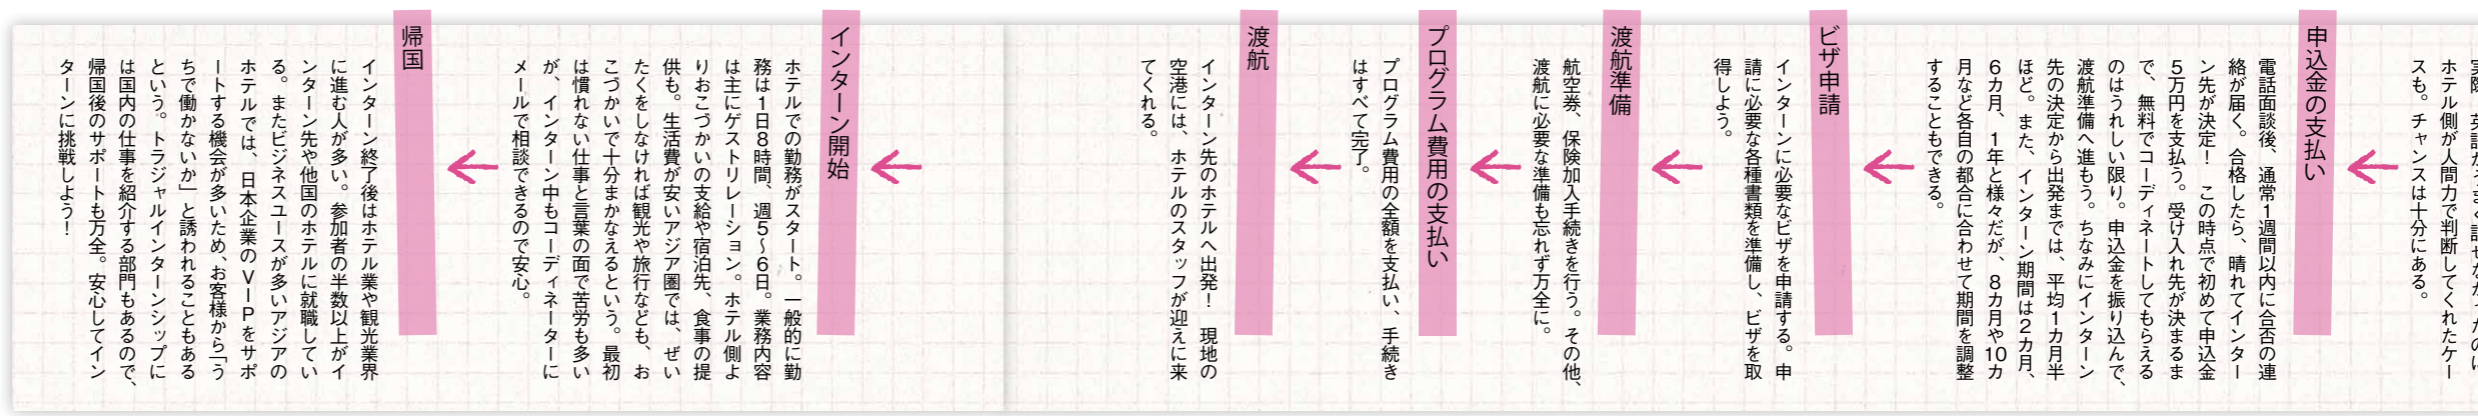 ホテル側が人間力で判断してくれたケー
スも。チャンスは十分にある。
申込金の支払い
電話面談後、通常1週間以内に合否の連
絡が届く。合格したら、晴れてインター
ン先が決定！　この時点で初めて申込金
5万円を支払う。受け入れ先が決まるま
で、無料でコーディネートしてもらえる
のはうれしい限り。申込金を振り込んで、
渡航準備へ進もう。ちなみにインターン
先の決定から出発までは、平均1カ月半
ほど。また、インターン期間は2カ月、
6カ月、1年と様々だが、8カ月や10カ
月など各自の都合に合わせて期間を調整
することもできる。
ビザ申請
インターンに必要なビザを申請する。申
請に必要な各種書類を準備し、ビザを取
得しよう。
渡航準備
航空券、保険加入手続きを行う。その他、
渡航に必要な準備も忘れず万全に。
プログラム費用の支払い
プログラム費用の全額を支払い、手続き
はすべて完了。
渡航
インターン先のホテルへ出発！　現地の
空港には、ホテルのスタッフが迎えに来
てくれる。
インターン開始
ホテルでの勤務がスタート。一般的に勤
務は1日8時間、週5〜6日。業務内容
は主にゲストリレーション。ホテル側よ
りおこづかいの支給や宿泊先、食事の提
供も。生活費が安いアジア圏では、ぜい
たくをしなければ観光や旅行なども、お
こづかいで十分まかなえるという。最初
は慣れない仕事と言葉の面で苦労も多い
が、インターン中もコーディネーターに
メールで相談できるので安心。
帰国
インターン終了後はホテル業や観光業界
に進む人が多い。参加者の半数以上がイ
ンターン先や他国のホテルに就職してい
る。またビジネスユースが多いアジアの
ホテルでは、日本企業のVIPをサポ
ートする機会が多いため、お客様から「う
ちで働かないか」と誘われることもある
という。トラジャルインターンシップに
は国内の仕事を紹介する部門もあるので、
帰国後のサポートも万全。安心してイン
ターンに挑戦しよう！